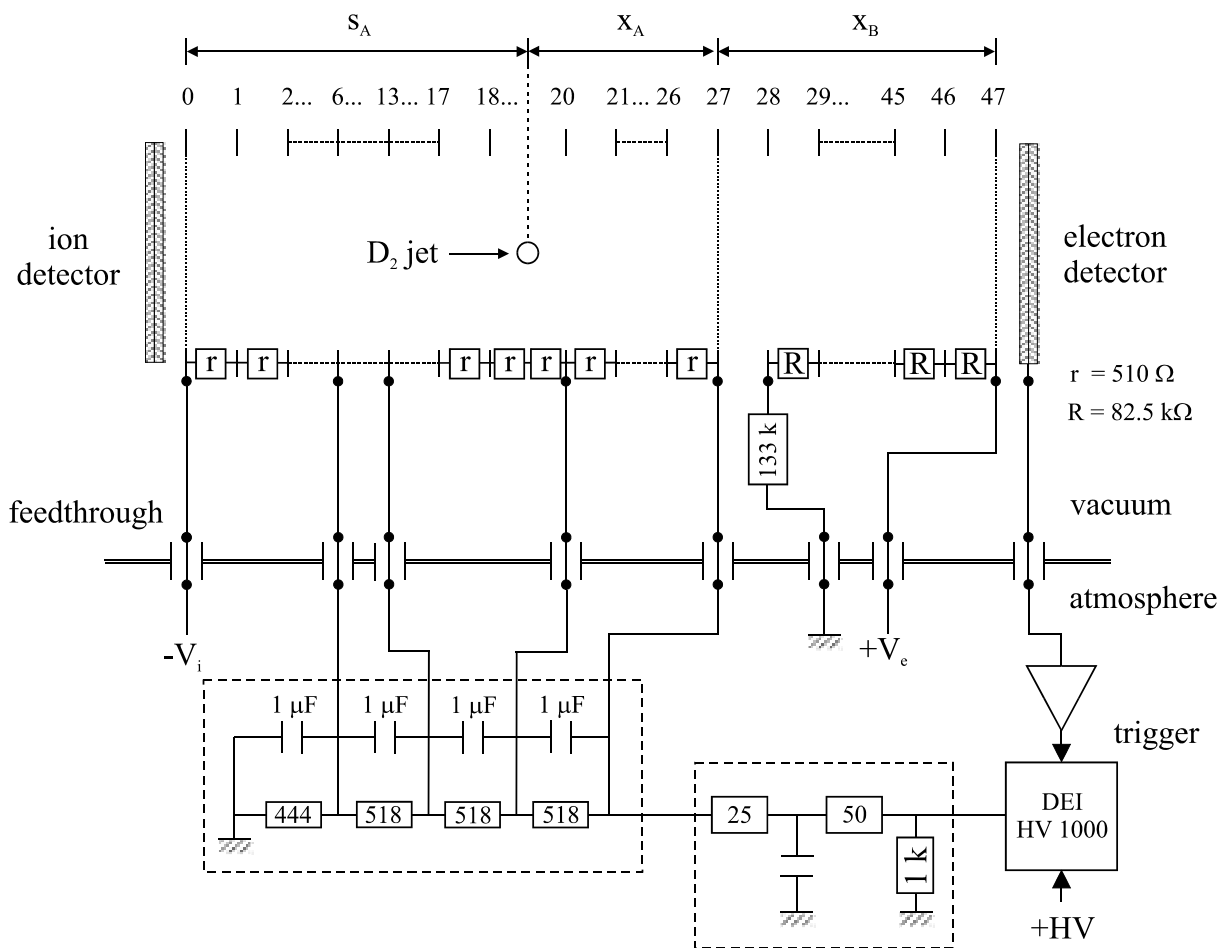 s_A x_A x_B
0 1 2... 6... 13... 17 18... 20 21... 26 27 28 29... 45 46 47
ion
detector
D₂ jet
electron
detector
r r r r r r r R R R
r = 510 Ω
R = 82.5 kΩ
133 k
feedthrough
vacuum
atmosphere
-V_i
+V_e
1 µF 1 µF 1 µF 1 µF
trigger
444 518 518 518 25 50
1 k
DEI
HV 1000
+HV